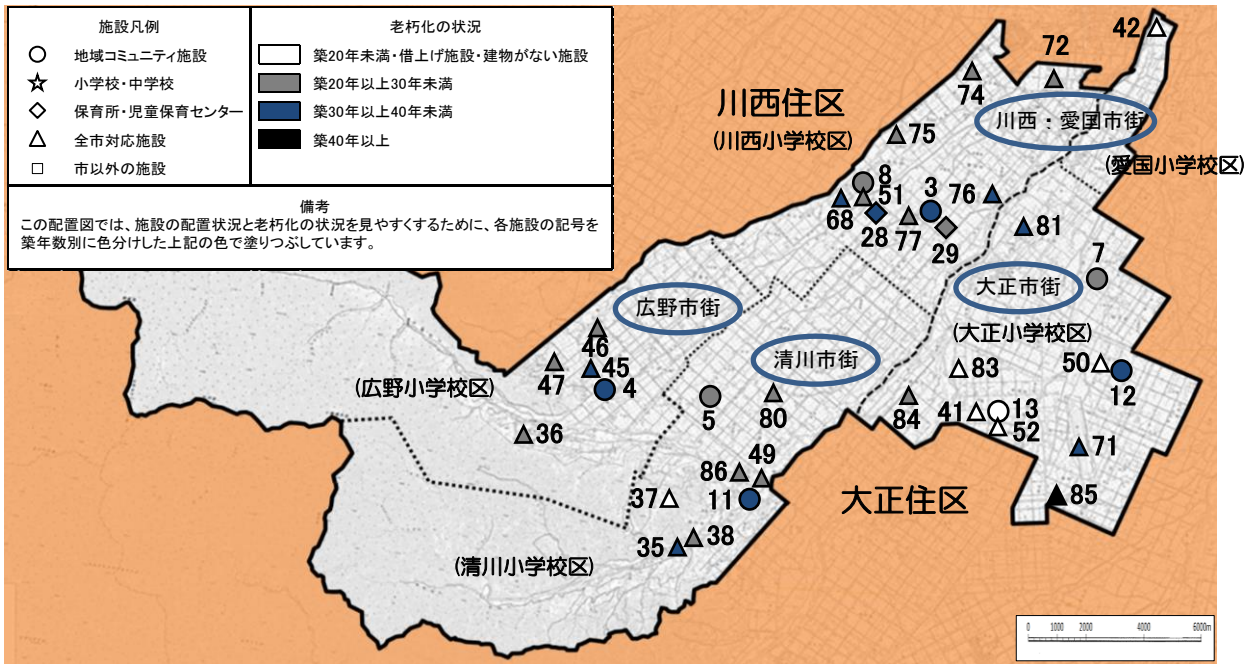 施設凡例
地域コミュニティ施設
小学校・中学校
保育所・児童保育センター
全市対応施設
市以外の施設
老朽化の状況
築20年未満・借上げ施設・建物がない施設
築20年以上30年未満
築30年以上40年未満
築40年以上
備考
この配置図では、施設の配置状況と老朽化の状況を見やすくするために、各施設の記号を
築年数別に色分けした上記の色で塗りつぶしています。
42
72
74
川西住区
(川西小学校区)
川西：愛国市街
75
(愛国小学校区)
8
51
3
76
68
28
77
29
81
7
大正市街
広野市街
(大正小学校区)
46
清川市街
45
47
4
(広野小学校区)
83
50
12
5
80
84
41
13
52
36
71
49
86
37
11
大正住区
85
38
35
(清川小学校区)
0
1000
2000
4000
6000m